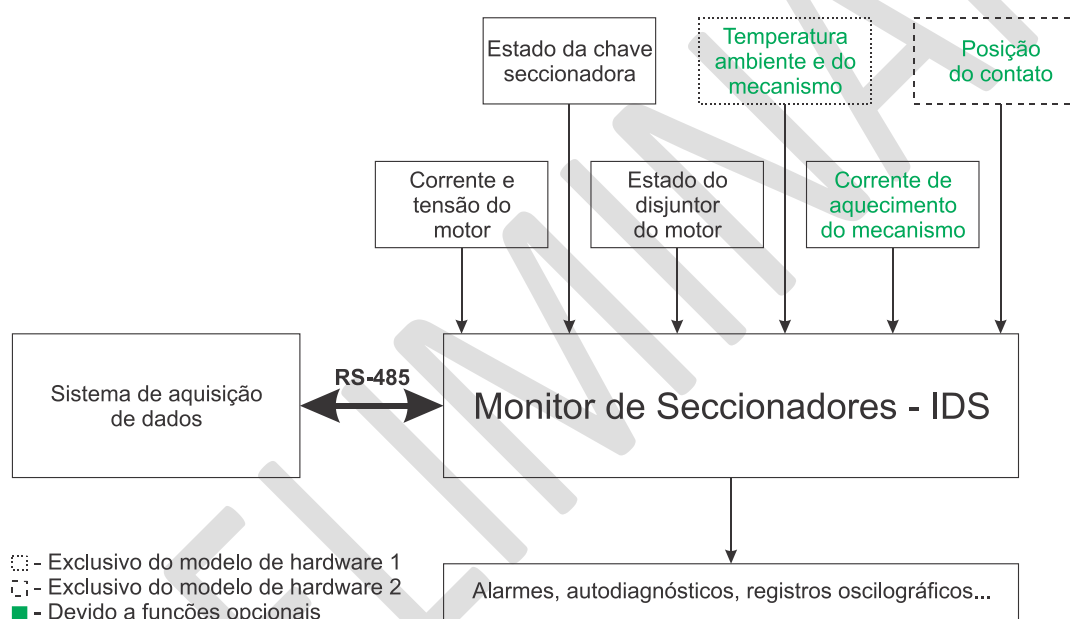 Estado da chave
seccionadora
Temperatura
ambiente e do
mecanismo
Posição
do contato
Corrente e
tensão do
motor
Estado do
disjuntor
do motor
Corrente de
aquecimento
do mecanismo
Sistema de aquisição
de dados
RS-485
Monitor de Seccionadores - IDS
- Exclusivo do modelo de hardware 1
- Exclusivo do modelo de hardware 2
- Devido a funções opcionais
Alarmes, autodiagnósticos, registros oscilográficos...
ELIMINA